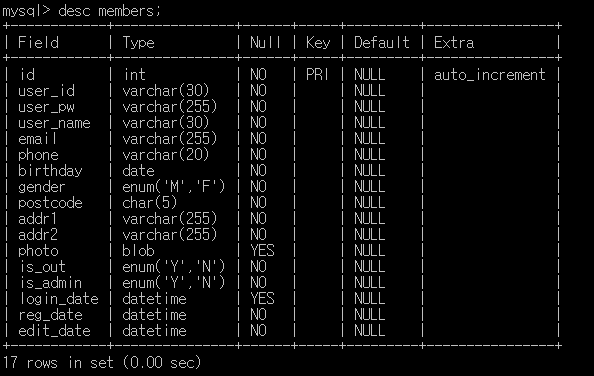 mysql> desc members;
+------------+---------------+------+-----+---------+----------------+
| Field      | Type          | Null | Key | Default | Extra          |
+------------+---------------+------+-----+---------+----------------+
| id         | int           | NO   | PRI | NULL    | auto_increment |
| user_id    | varchar(30)   | NO   |     | NULL    |                |
| user_pw    | varchar(255)  | NO   |     | NULL    |                |
| user_name  | varchar(30)   | NO   |     | NULL    |                |
| email      | varchar(255)  | NO   |     | NULL    |                |
| phone      | varchar(20)   | NO   |     | NULL    |                |
| birthday   | date          | NO   |     | NULL    |                |
| gender     | enum('M','F') | NO   |     | NULL    |                |
| postcode   | char(5)       | NO   |     | NULL    |                |
| addr1      | varchar(255)  | NO   |     | NULL    |                |
| addr2      | varchar(255)  | NO   |     | NULL    |                |
| photo      | blob          | YES  |     | NULL    |                |
| is_out     | enum('Y','N') | NO   |     | NULL    |                |
| is_admin   | enum('Y','N') | NO   |     | NULL    |                |
| login_date | datetime      | YES  |     | NULL    |                |
| reg_date   | datetime      | NO   |     | NULL    |                |
| edit_date  | datetime      | NO   |     | NULL    |                |
+------------+---------------+------+-----+---------+----------------+
17 rows in set (0.00 sec)